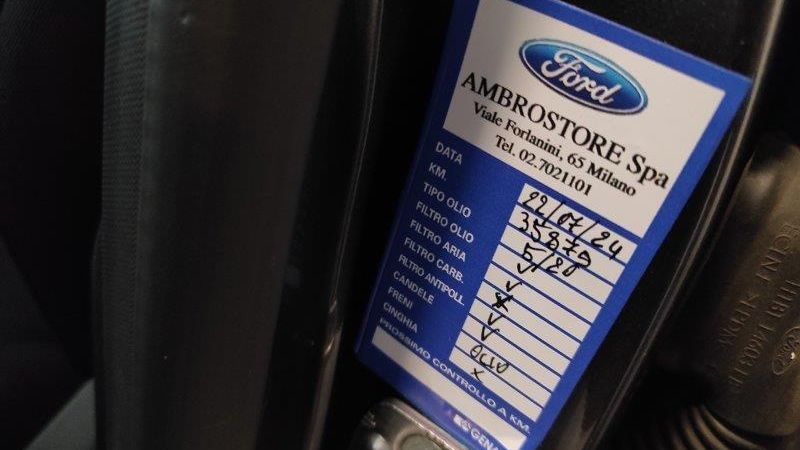 Ford
AMBROSTORE Spa
Viale Forlanini, 65 Milano
Tel. 02.7021101
DATA 22/07/24
KM. 35879
TIPO OLIO 5/20
FILTRO OLIO ✓
FILTRO ARIA ✓
FILTRO CARB. x
FILTRO ANTIPOLL. ✓
CANDELE ✓
FRENI
CINGHIA x
PROSSIMO CONTROLLO A KM.